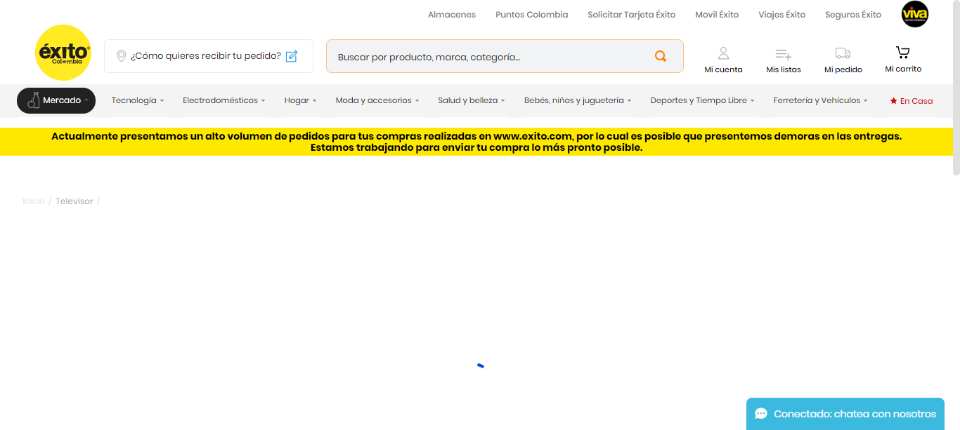 Almacenes Puntos Colombia Solicitar Tarjeta Éxito Movil Éxito Viajes Éxito Seguros Éxito viva
éxito
Colombia
¿Cómo quieres recibir tu pedido?
Buscar por producto, marca, categoría...
Mi cuenta Mis listas Mi pedido Mi carrito
Mercado Tecnología Electrodomésticos Hogar Moda y accesorios Salud y belleza Bebés, niños y juguetería Deportes y Tiempo Libre Ferretería y Vehículos En Casa
Actualmente presentamos un alto volumen de pedidos para tus compras realizadas en www.exito.com, por lo cual es posible que presentemos demoras en las entregas.
Estamos trabajando para enviar tu compra lo más pronto posible.
Inicio / Televisor /
Conectado: chatea con nosotros